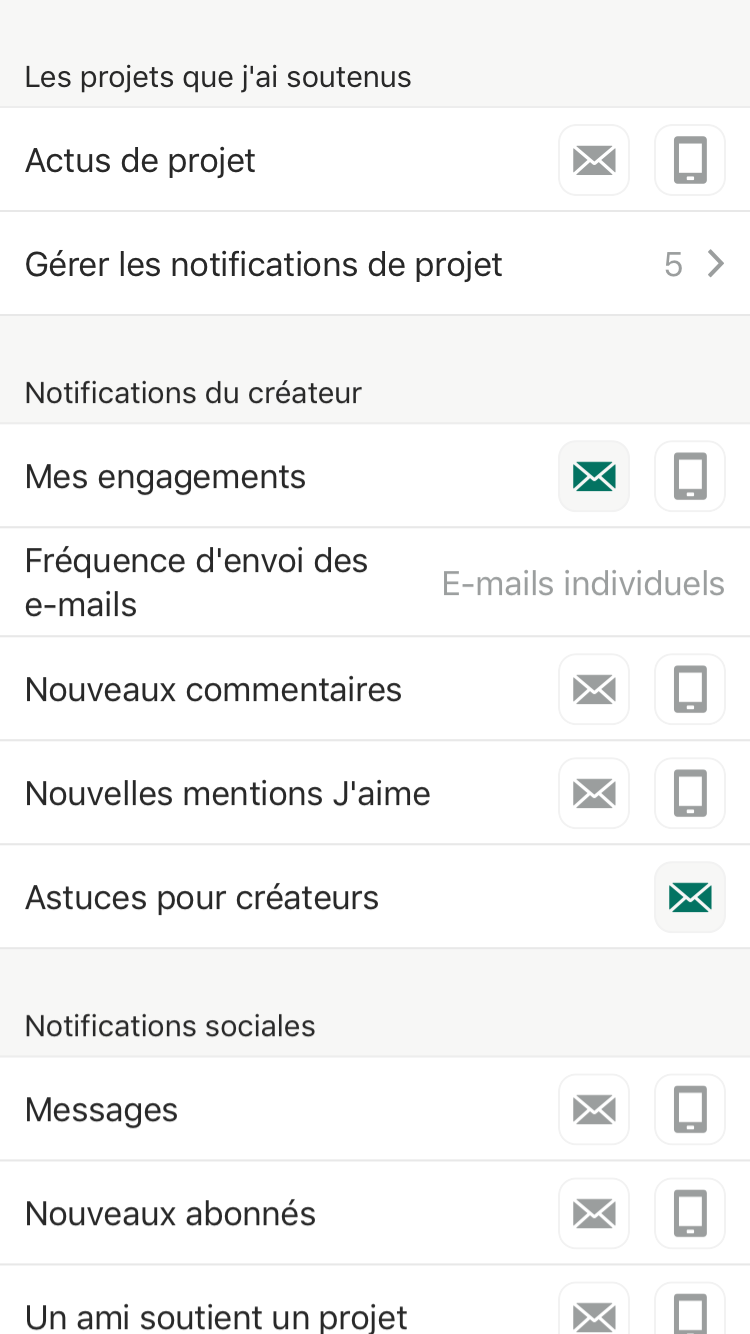 Les projets que j'ai soutenus
Actus de projet
Gérer les notifications de projet 5
Notifications du créateur
Mes engagements
Fréquence d'envoi des
e-mails
E-mails individuels
Nouveaux commentaires
Nouvelles mentions J'aime
Astuces pour créateurs
Notifications sociales
Messages
Nouveaux abonnés
Un ami soutient un projet